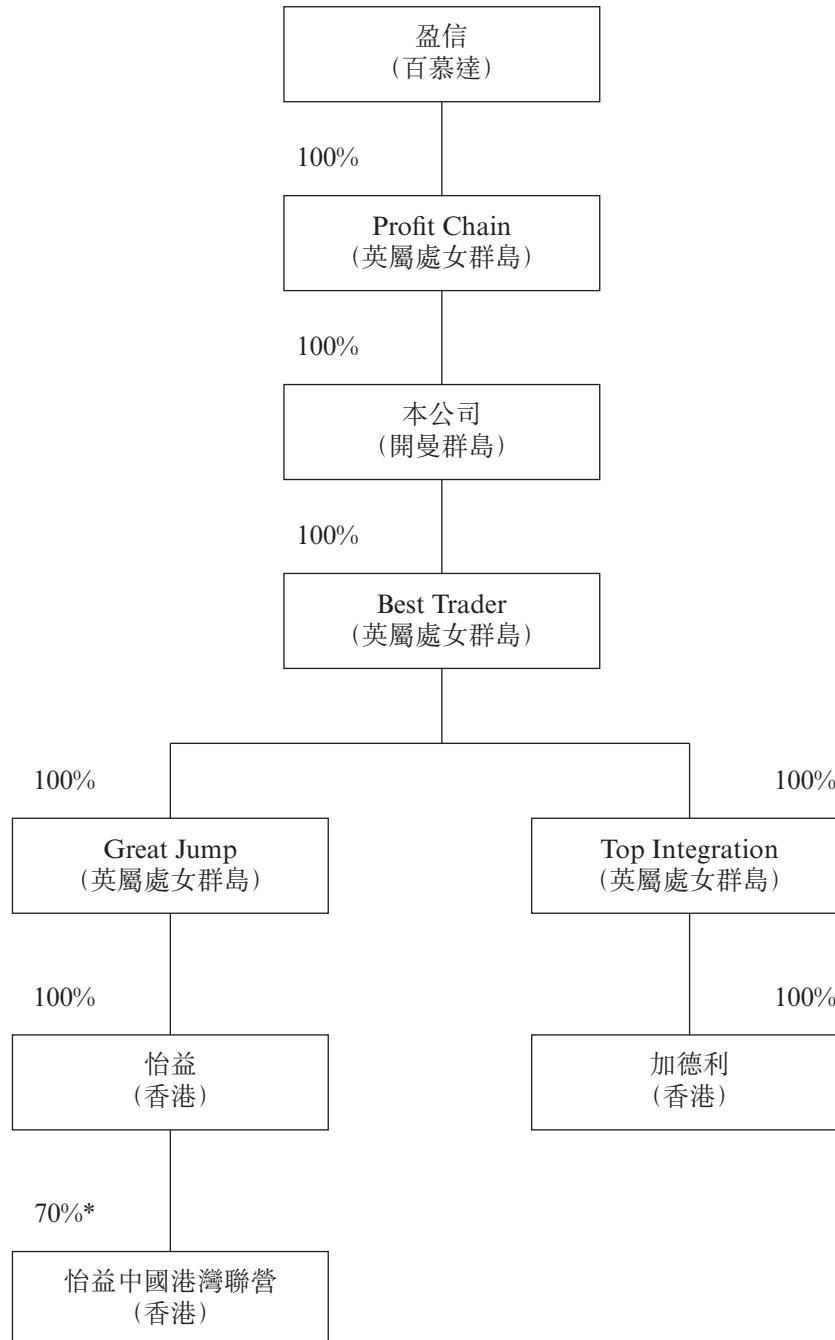 盈信
(百慕達)
100%
Profit Chain
(英屬處女群島)
100%
本公司
(開曼群島)
100%
Best Trader
(英屬處女群島)
100%
100%
Great Jump
(英屬處女群島)
Top Integration
(英屬處女群島)
100%
100%
怡益
(香港)
加德利
(香港)
70%*
怡益中國港灣聯營
(香港)